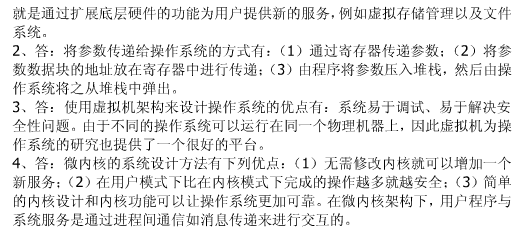 就是通过扩展底层硬件的功能为用户提供新的服务，例如虚拟存储管理以及文件
系统。
2、答：将参数传递给操作系统的方式有：（1）通过寄存器传递参数；（2）将参
数数据块的地址放在寄存器中进行传递；（3）由程序将参数压入堆栈，然后由操
作系统将之从堆栈中弹出。
3、答：使用虚拟机架构来设计操作系统的优点有：系统易于调试、易于解决安
全性问题。由于不同的操作系统可以运行在同一个物理机器上，因此虚拟机为操
作系统的研究也提供了一个很好的平台。
4、答：微内核的系统设计方法有下列优点：（1）无需修改内核就可以增加一个
新服务；（2）在用户模式下比在内核模式下完成的操作越多就越安全；（3）简单
的内核设计和内核功能可以让操作系统更加可靠。在微内核架构下，用户程序与
系统服务是通过进程间通信如消息传递来进行交互的。